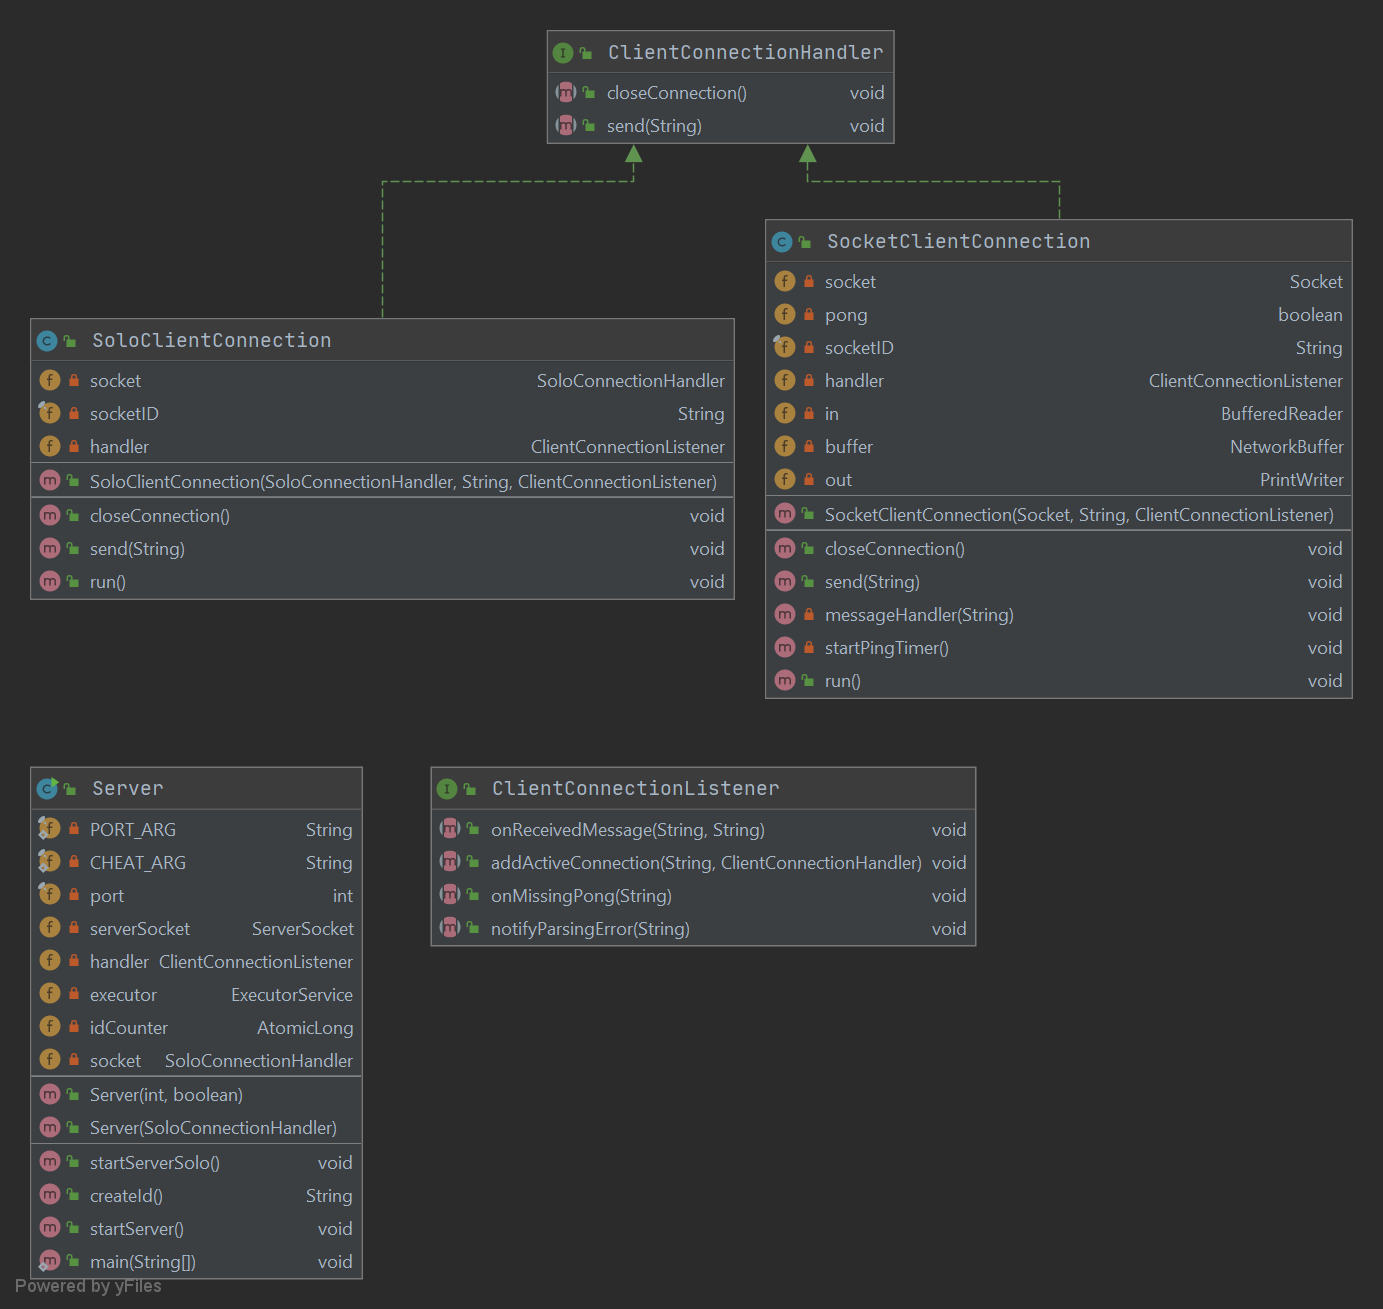 ClientConnectionHandler
closeConnection() void
send(String) void
SocketClientConnection
socket Socket
pong boolean
socketID String
handler ClientConnectionListener
in BufferedReader
buffer NetworkBuffer
out PrintWriter
SocketClientConnection(Socket, String, ClientConnectionListener)
closeConnection() void
send(String) void
messageHandler(String) void
startPingTimer() void
run() void
SoloClientConnection
socket SoloConnectionHandler
socketID String
handler ClientConnectionListener
SoloClientConnection(SoloConnectionHandler, String, ClientConnectionListener)
closeConnection() void
send(String) void
run() void
Server
PORT_ARG String
CHEAT_ARG String
port int
serverSocket ServerSocket
handler ClientConnectionListener
executor ExecutorService
idCounter AtomicLong
socket SoloConnectionHandler
Server(int, boolean)
Server(SoloConnectionHandler)
startServerSolo() void
createId() String
startServer() void
main(String[]) void
ClientConnectionListener
onReceivedMessage(String, String) void
addActiveConnection(String, ClientConnectionHandler) void
onMissingPong(String) void
notifyParsingError(String) void
Powered by yFiles